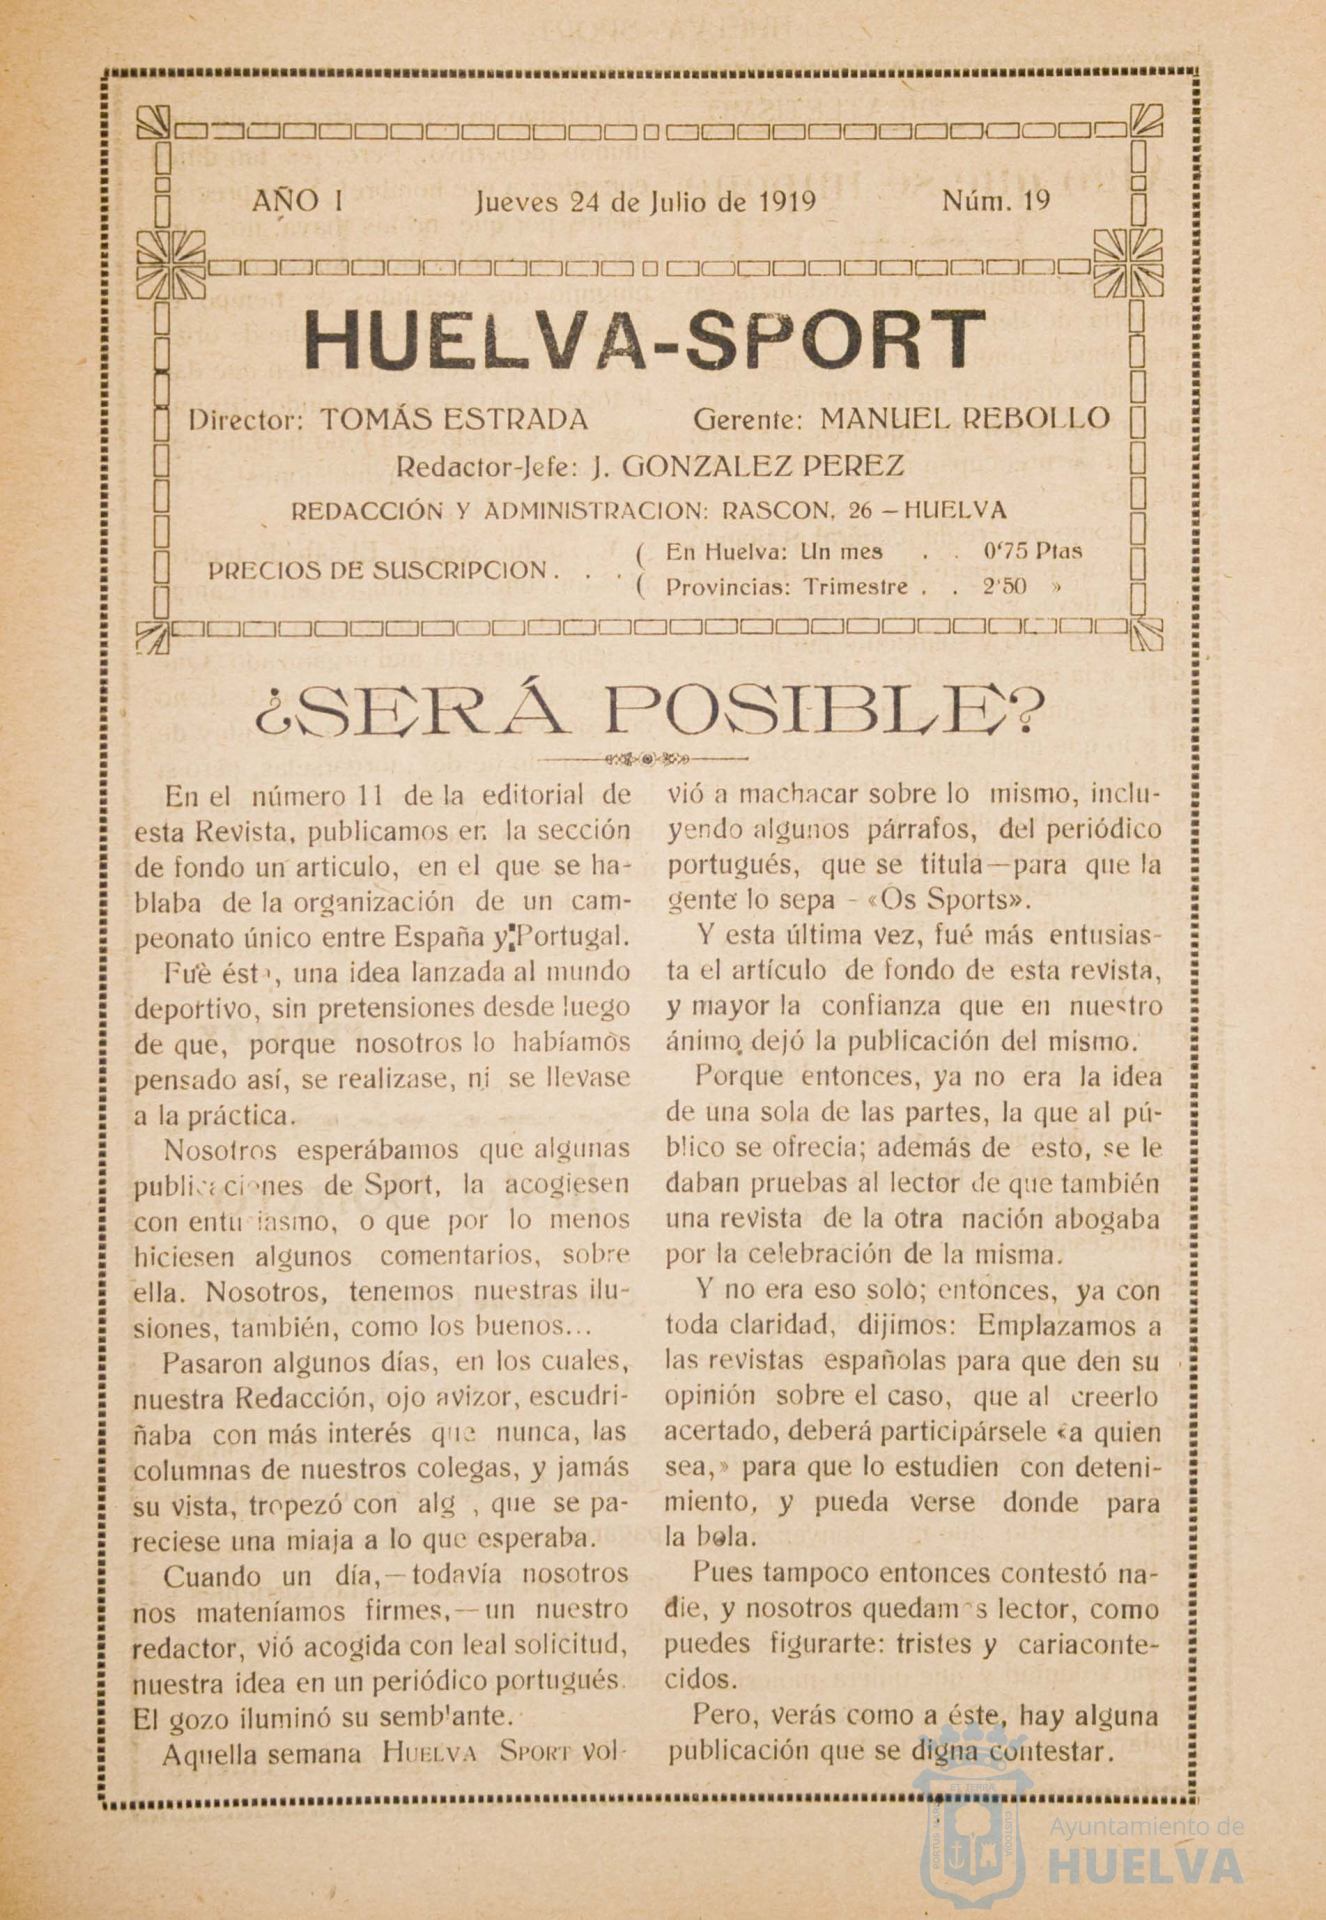 AÑO I Jueves 24 de Julio de 1919 Núm. 19
HUELVA-SPORT
Director: TOMÁS ESTRADA Gerente: MANUEL REBOLLO
Redactor-Jefe: J. GONZALEZ PEREZ
REDACCIÓN Y ADMINISTRACION: RASCON, 26 – HUELVA
PRECIOS DE SUSCRIPCION . . .
( En Huelva: Un mes . . 0'75 Ptas
( Provincias: Trimestre . . 2'50 »
¿SERÁ POSIBLE?
En el número 11 de la editorial de
esta Revista, publicamos en la sección
de fondo un articulo, en el que se ha-
blaba de la organización de un cam-
peonato único entre España y Portugal.
Fuè ésta, una idea lanzada al mundo
deportivo, sin pretensiones desde luego
de que, porque nosotros lo habíamos
pensado así, se realizase, ni se llevase
a la práctica.
Nosotros esperábamos que algunas
publicaciones de Sport, la acogiesen
con entusiasmo, o que por lo menos
hiciesen algunos comentarios, sobre
ella. Nosotros, tenemos nuestras ilu-
siones, también, como los buenos...
Pasaron algunos días, en los cuales,
nuestra Redacción, ojo avizor, escudri-
ñaba con más interés que nunca, las
columnas de nuestros colegas, y jamás
su vista, tropezó con alg , que se pa-
reciese una miaja a lo que esperaba.
Cuando un día,—todavía nosotros
nos mateníamos firmes,—un nuestro
redactor, vió acogida con leal solicitud,
nuestra idea en un periódico portugués.
El gozo iluminó su semblante.
Aquella semana HUELVA SPORT vol-
vió a machacar sobre lo mismo, inclu-
yendo algunos párrafos, del periódico
portugués, que se titula—para que la
gente lo sepa - «Os Sports».
Y esta última vez, fué más entusias-
ta el artículo de fondo de esta revista,
y mayor la confianza que en nuestro
ánimo dejó la publicación del mismo.
Porque entonces, ya no era la idea
de una sola de las partes, la que al pú-
blico se ofrecia; además de esto, se le
daban pruebas al lector de que también
una revista de la otra nación abogaba
por la celebración de la misma.
Y no era eso solo; entonces, ya con
toda claridad, dijimos: Emplazamos a
las revistas españolas para que den su
opinión sobre el caso, que al creerlo
acertado, deberá participársele «a quien
sea,» para que lo estudien con deteni-
miento, y pueda verse donde para
la bola.
Pues tampoco entonces contestó na-
die, y nosotros quedamos lector, como
puedes figurarte: tristes y cariaconte-
cidos.
Pero, verás como a éste, hay alguna
publicación que se digna contestar.
ET TERRÆ
PORTUS MARIS
CUSTODIA
Ayuntamiento de
HUELVA